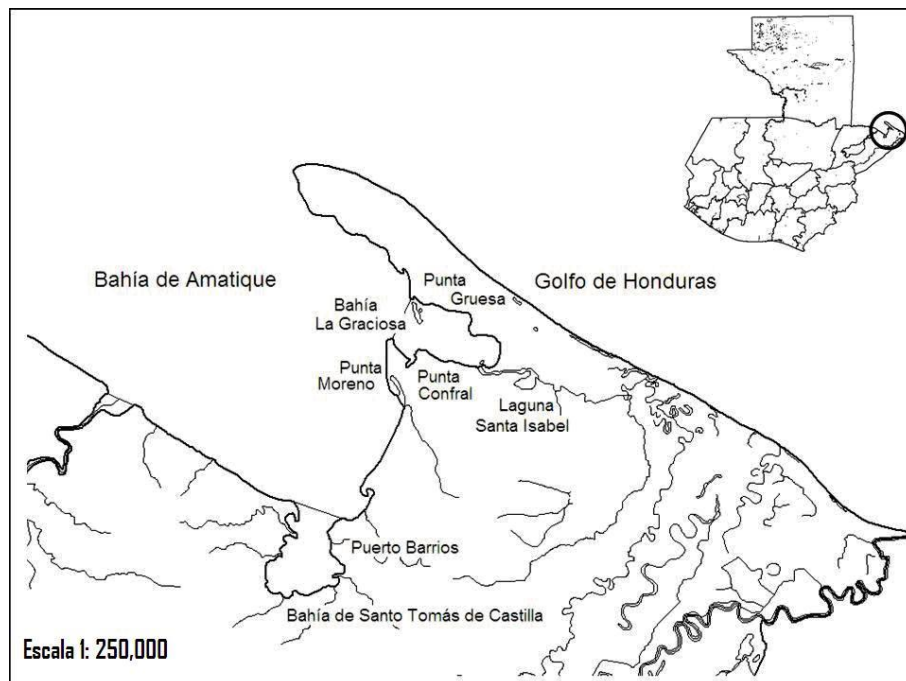 Bahía de Amatique
Punta
Gruesa
Golfo de Honduras
Bahía
La Graciosa
Punta
Moreno
Punta
Confral
Laguna
Santa Isabel
Puerto Barrios
Bahía de Santo Tomás de Castilla
Escala 1: 250,000